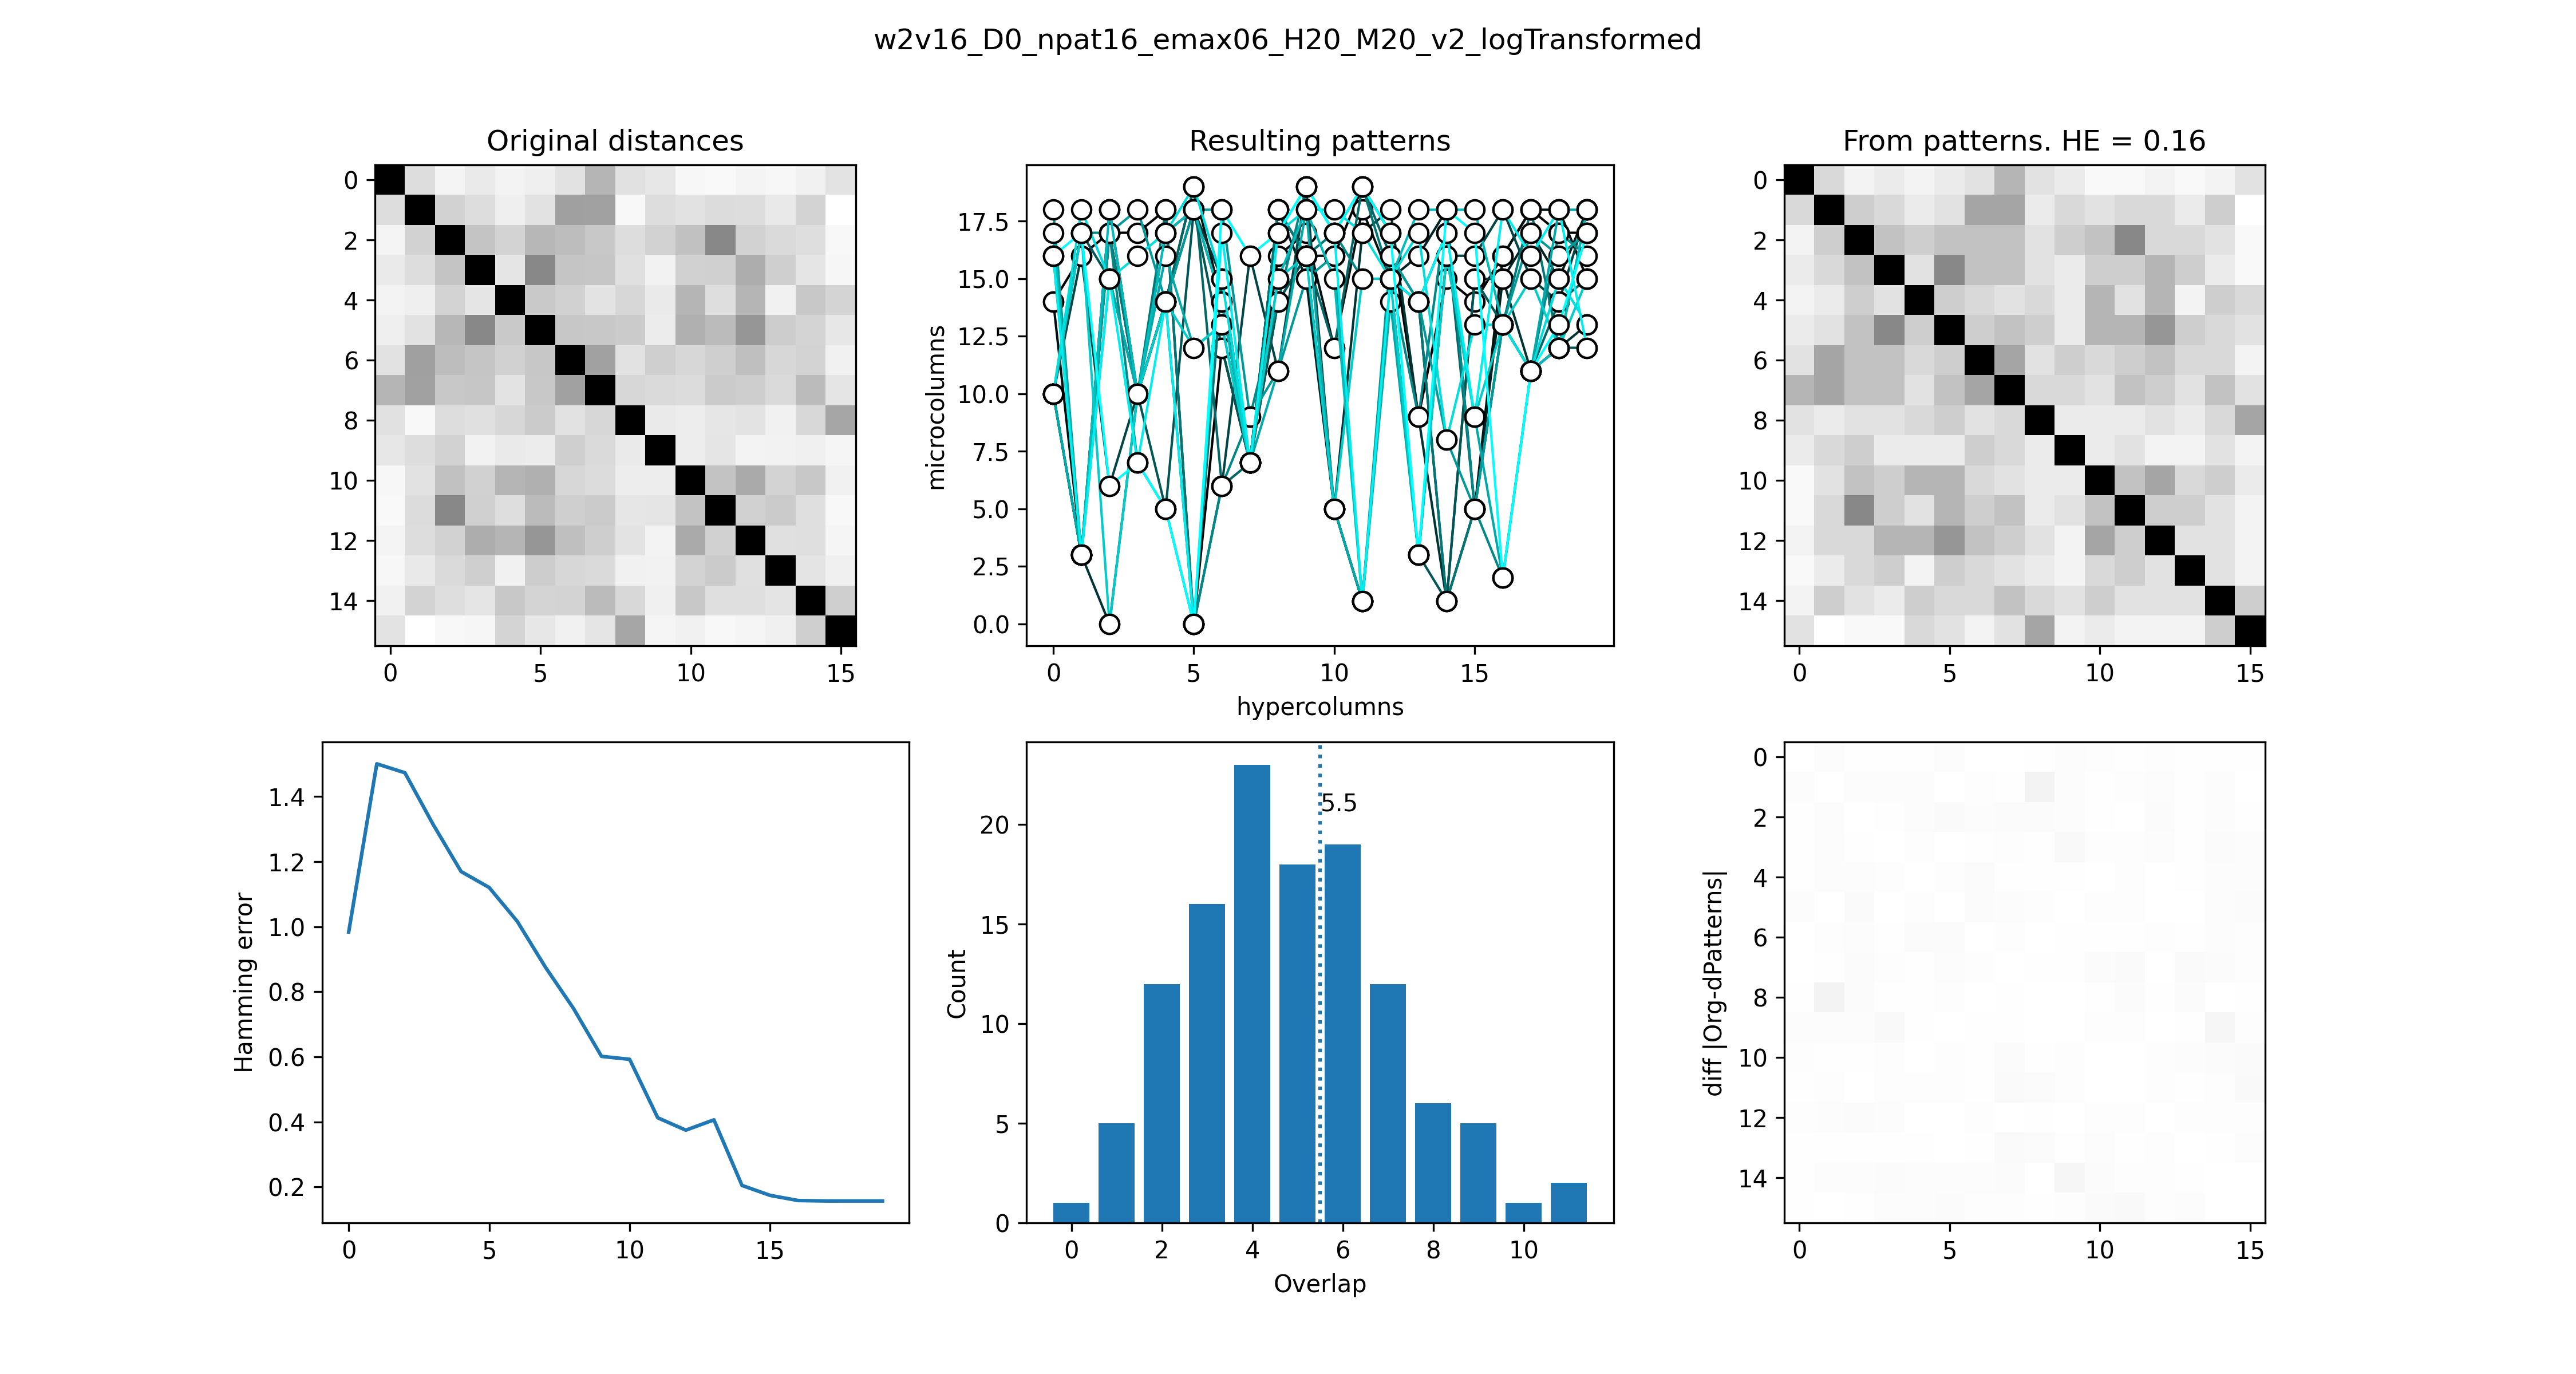 w2v16_D0_npat16_emax06_H20_M20_v2_logTransformed
Original distances
0
2
4
6
8
10
12
14
0 5 10 15
Resulting patterns
microcolumns
17.5
15.0
12.5
10.0
7.5
5.0
2.5
0.0
0 5 10 15
hypercolumns
From patterns. HE = 0.16
0
2
4
6
8
10
12
14
0 5 10 15
Hamming error
1.4
1.2
1.0
0.8
0.6
0.4
0.2
0 5 10 15
Count
20
15
10
5
0
5.5
0 2 4 6 8 10
Overlap
diff |Org-dPatterns|
0
2
4
6
8
10
12
14
0 5 10 15